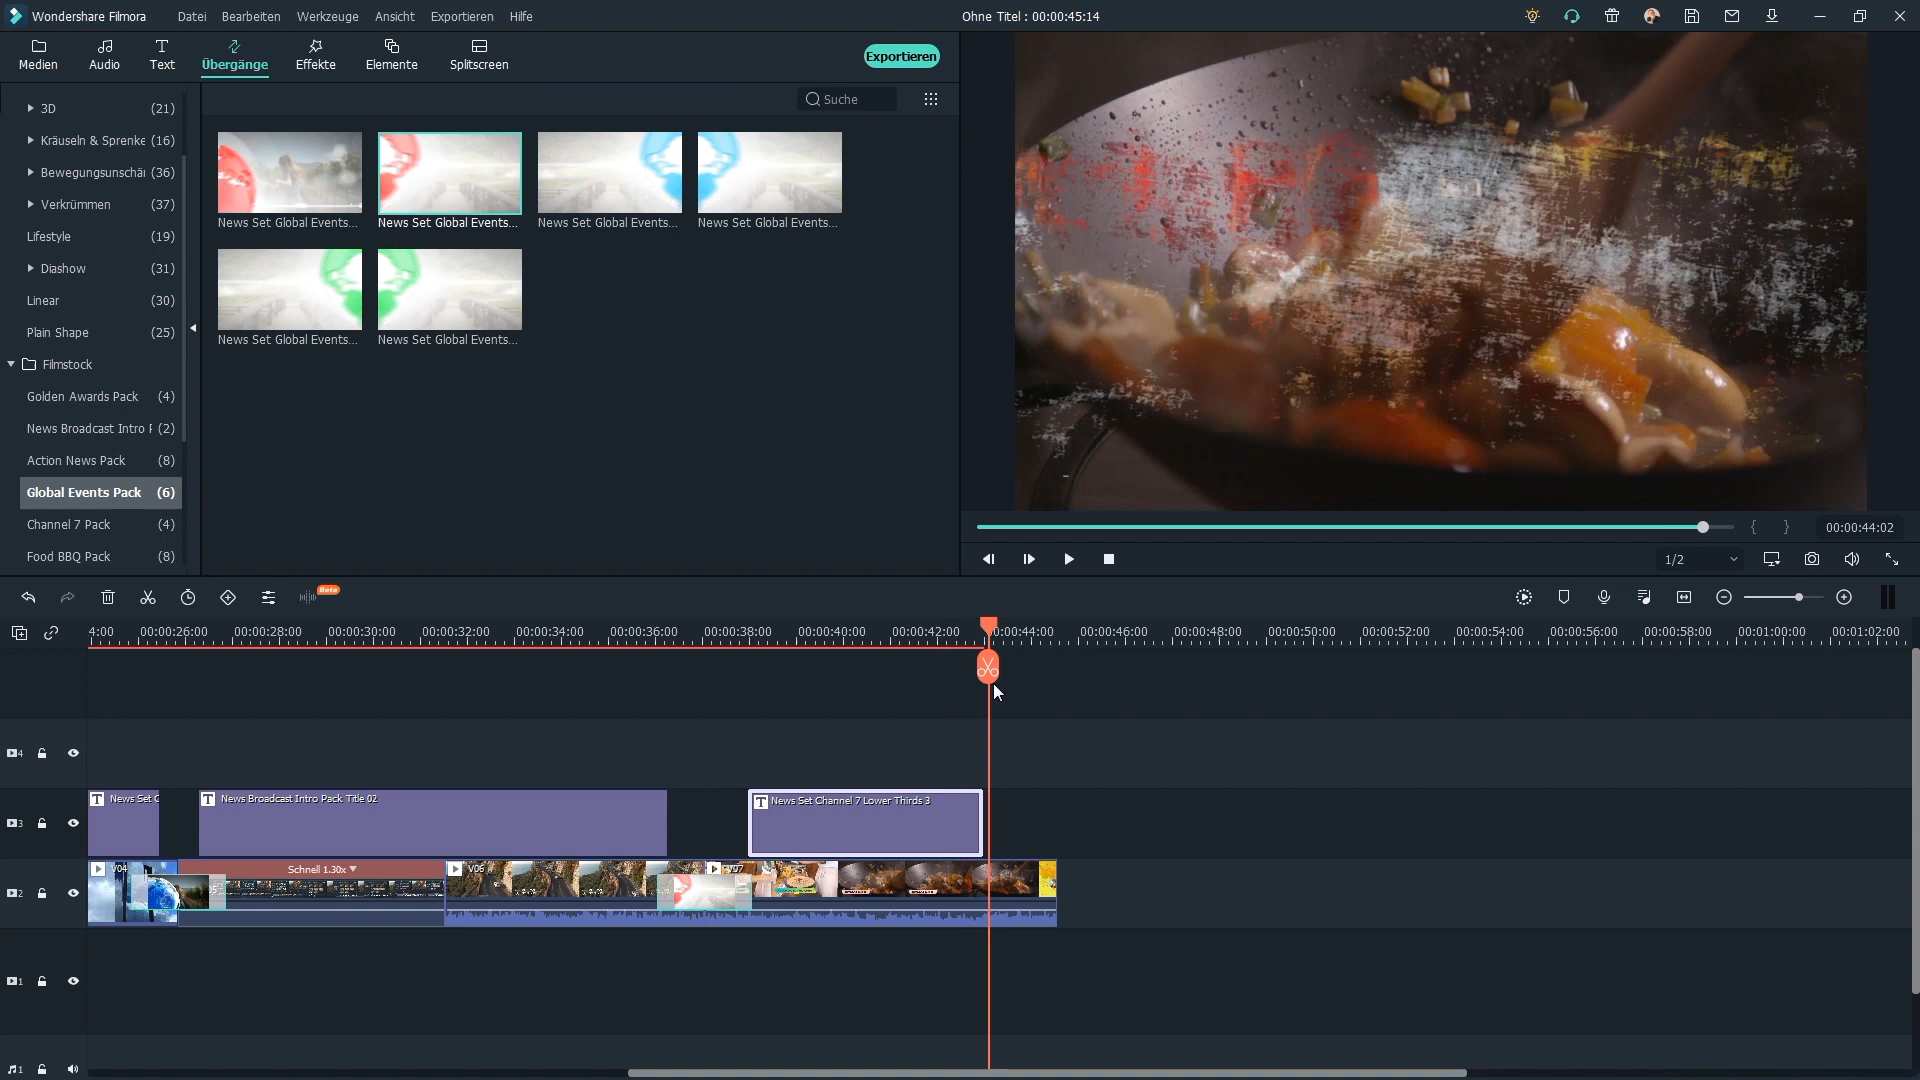 Wondershare Filmora
Datei
Bearbeiten
Werkzeuge
Ansicht
Exportieren
Hilfe
Ohne Titel : 00:00:45:14
Medien
Audio
Text
Übergänge
Effekte
Elemente
Splitscreen
Exportieren
Suche
3D (21)
Kräuseln & Sprenke (16)
Bewegungsunschär (36)
Verkrümmen (37)
Lifestyle (19)
Diashow (31)
Linear (30)
Plain Shape (25)
Filmstock
Golden Awards Pack (4)
News Broadcast Intro P (2)
Action News Pack (8)
Global Events Pack (6)
Channel 7 Pack (4)
Food BBQ Pack (8)
News Set Global Events...
News Set Global Events...
News Set Global Events...
News Set Global Events...
News Set Global Events...
News Set Global Events...
00:00:44:02
1/2
Beta
4:00
00:00:26:00
00:00:28:00
00:00:30:00
00:00:32:00
00:00:34:00
00:00:36:00
00:00:38:00
00:00:40:00
00:00:42:00
00:00:44:00
00:00:46:00
00:00:48:00
00:00:50:00
00:00:52:00
00:00:54:00
00:00:56:00
00:00:58:00
00:01:00:00
00:01:02:00
4
3
T News Set C
T News Broadcast Intro Pack Title 02
T News Set Channel 7 Lower Thirds 3
2
V04
Schnell 1.30x
V06
V07
1
1